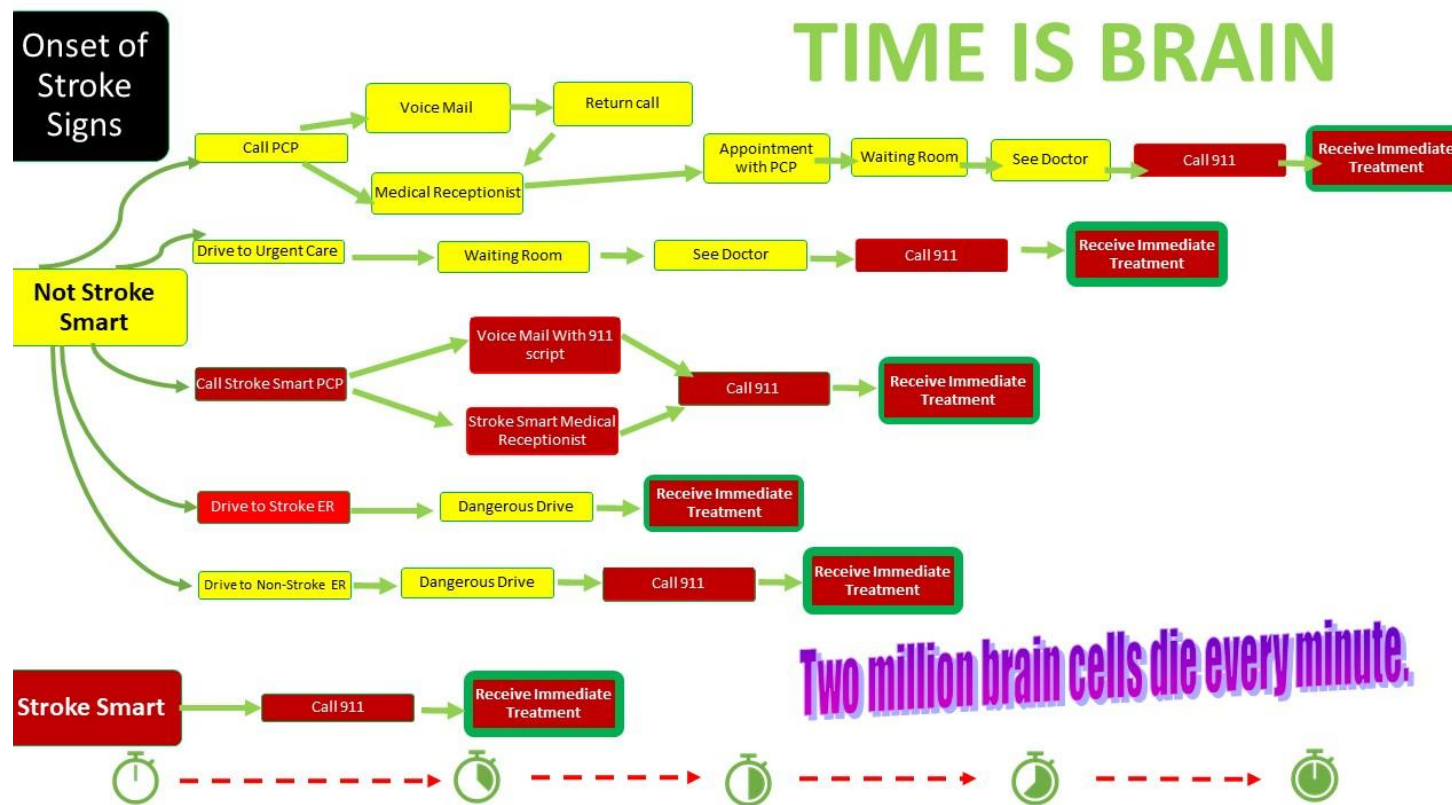 Onset of
Stroke
Signs
TIME IS BRAIN
Voice Mail
Return call
Call PCP
Medical Receptionist
Appointment
with PCP
Waiting Room
See Doctor
Call 911
Receive Immediate
Treatment
Drive to Urgent Care
Waiting Room
See Doctor
Call 911
Receive Immediate
Treatment
Not Stroke
Smart
Call Stroke Smart PCP
Voice Mail With 911
script
Stroke Smart Medical
Receptionist
Call 911
Receive Immediate
Treatment
Drive to Stroke ER
Dangerous Drive
Receive Immediate
Treatment
Drive to Non-Stroke ER
Dangerous Drive
Call 911
Receive Immediate
Treatment
Two million brain cells die every minute.
Stroke Smart
Call 911
Receive Immediate
Treatment